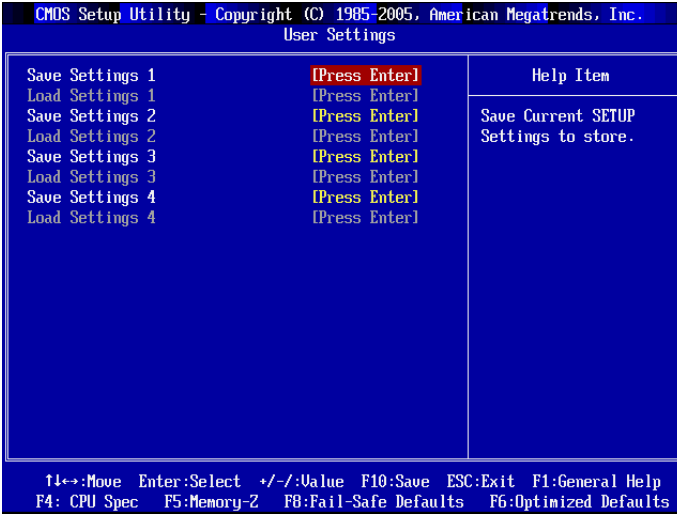 CMOS Setup Utility - Copyright (C) 1985-2005, American Megatrends, Inc.
User Settings
Save Settings 1 [Press Enter]
Load Settings 1 [Press Enter]
Save Settings 2 [Press Enter]
Load Settings 2 [Press Enter]
Save Settings 3 [Press Enter]
Load Settings 3 [Press Enter]
Save Settings 4 [Press Enter]
Load Settings 4 [Press Enter]
Help Item
Save Current SETUP
Settings to store.
↑↓←→:Move Enter:Select +/-/:Value F10:Save ESC:Exit F1:General Help
F4: CPU Spec F5:Memory-Z F8:Fail-Safe Defaults F6:Optimized Defaults